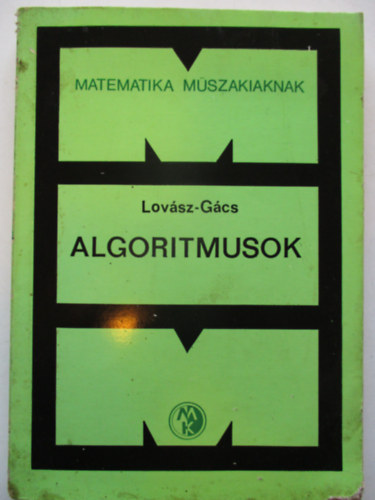 MATEMATIKA MŰSZAKIAKNAK
Lovász-Gács
ALGORITMUSOK
MK